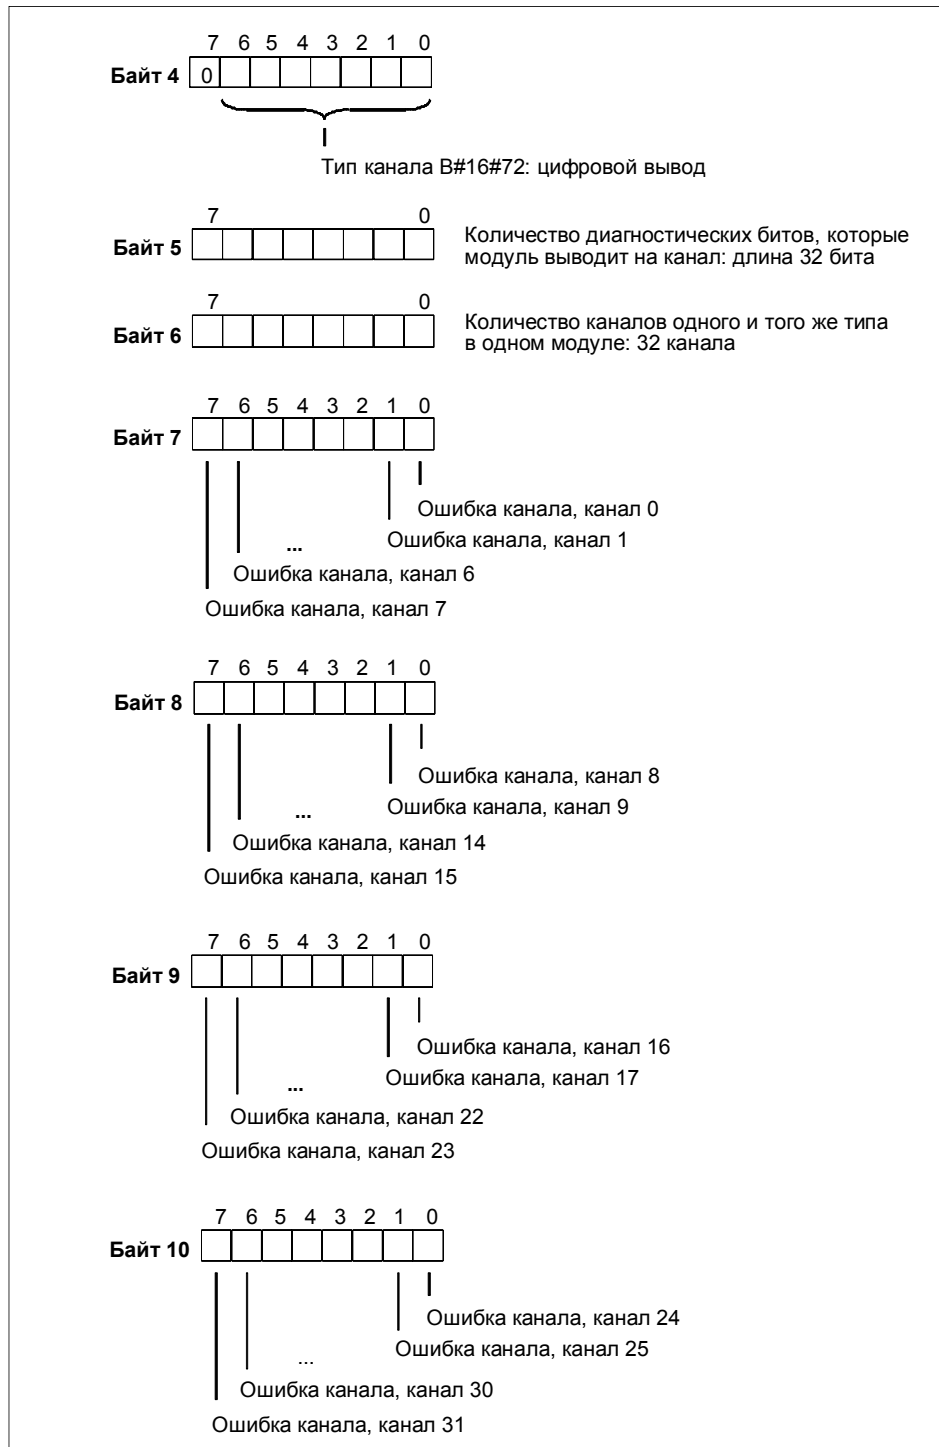 7 6 5 4 3 2 1 0
Байт 4 0
Тип канала B#16#72: цифровой вывод
7 0
Байт 5
Количество диагностических битов, которые
модуль выводит на канал: длина 32 бита
7 0
Байт 6
Количество каналов одного и того же типа
в одном модуле: 32 канала
7 6 5 4 3 2 1 0
Байт 7
Ошибка канала, канал 0
... Ошибка канала, канал 1
Ошибка канала, канал 6
Ошибка канала, канал 7
7 6 5 4 3 2 1 0
Байт 8
Ошибка канала, канал 8
... Ошибка канала, канал 9
Ошибка канала, канал 14
Ошибка канала, канал 15
7 6 5 4 3 2 1 0
Байт 9
Ошибка канала, канал 16
... Ошибка канала, канал 17
Ошибка канала, канал 22
Ошибка канала, канал 23
7 6 5 4 3 2 1 0
Байт 10
Ошибка канала, канал 24
... Ошибка канала, канал 25
Ошибка канала, канал 30
Ошибка канала, канал 31